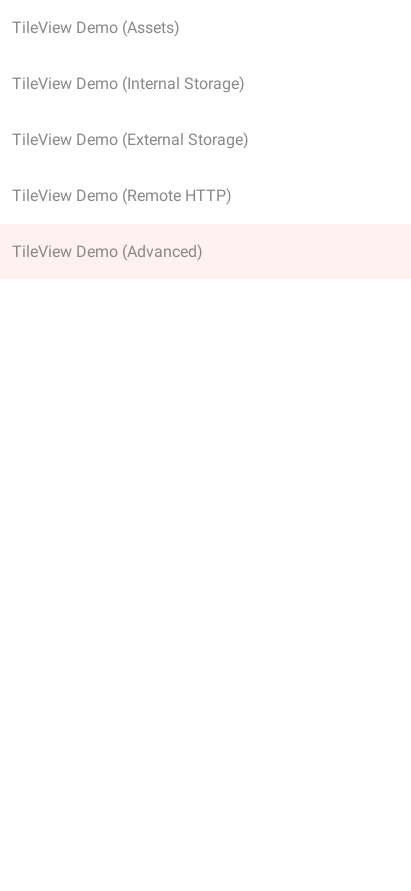 TileView Demo (Assets)
TileView Demo (Internal Storage)
TileView Demo (External Storage)
TileView Demo (Remote HTTP)
TileView Demo (Advanced)